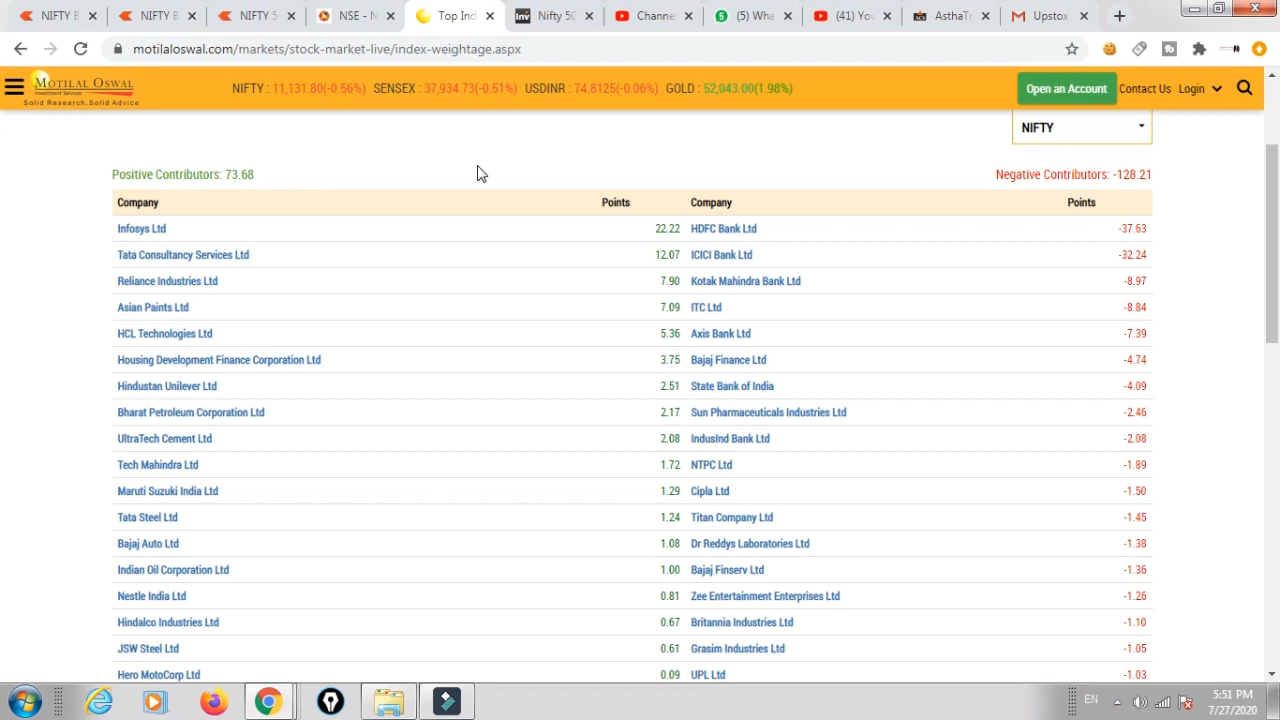 NIFTY B
NIFTY B
NIFTY 5
NSE - N
Top Ind
Nifty
Channe
(5) Wha
(41) Yo
AsthaTr
Upstox
motilaloswal.com/markets/stock-market-live/index-weightage.aspx
MOTILAL OSWAL
Investment Services
Solid Research.Solid Advice
NIFTY : 11,131.80(-0.56%) SENSEX : 37,934.73(-0.51%) USDINR : 74.8125(-0.06%) GOLD : 52,043.00(1.98%)
Open an Account
Contact Us
Login
NIFTY
Positive Contributors: 73.68
Negative Contributors: -128.21
Company Points Company Points
Infosys Ltd 22.22 HDFC Bank Ltd -37.63
Tata Consultancy Services Ltd 12.07 ICICI Bank Ltd -32.24
Reliance Industries Ltd 7.90 Kotak Mahindra Bank Ltd -8.97
Asian Paints Ltd 7.09 ITC Ltd -8.84
HCL Technologies Ltd 5.36 Axis Bank Ltd -7.39
Housing Development Finance Corporation Ltd 3.75 Bajaj Finance Ltd -4.74
Hindustan Unilever Ltd 2.51 State Bank of India -4.09
Bharat Petroleum Corporation Ltd 2.17 Sun Pharmaceuticals Industries Ltd -2.46
UltraTech Cement Ltd 2.08 IndusInd Bank Ltd -2.08
Tech Mahindra Ltd 1.72 NTPC Ltd -1.89
Maruti Suzuki India Ltd 1.29 Cipla Ltd -1.50
Tata Steel Ltd 1.24 Titan Company Ltd -1.45
Bajaj Auto Ltd 1.08 Dr Reddys Laboratories Ltd -1.38
Indian Oil Corporation Ltd 1.00 Bajaj Finserv Ltd -1.36
Nestle India Ltd 0.81 Zee Entertainment Enterprises Ltd -1.26
Hindalco Industries Ltd 0.67 Britannia Industries Ltd -1.10
JSW Steel Ltd 0.61 Grasim Industries Ltd -1.05
Hero MotoCorp Ltd 0.09 UPL Ltd -1.03
EN
5:51 PM
7/27/2020